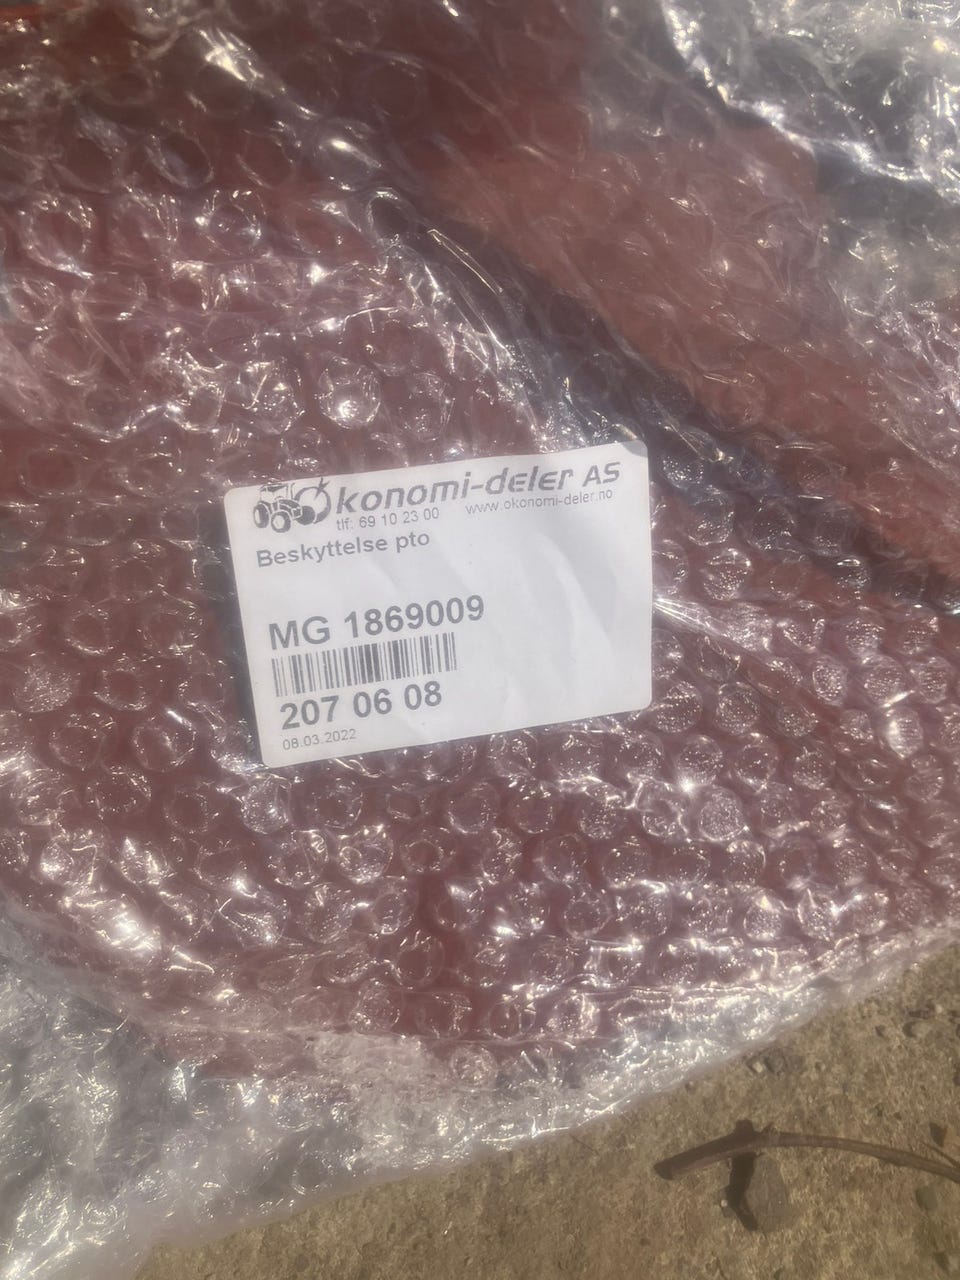 Økonomi-deler AS
tlf: 69 10 23 00 www.okonomi-deler.no
Beskyttelse pto
MG 1869009
207 06 08
08.03.2022